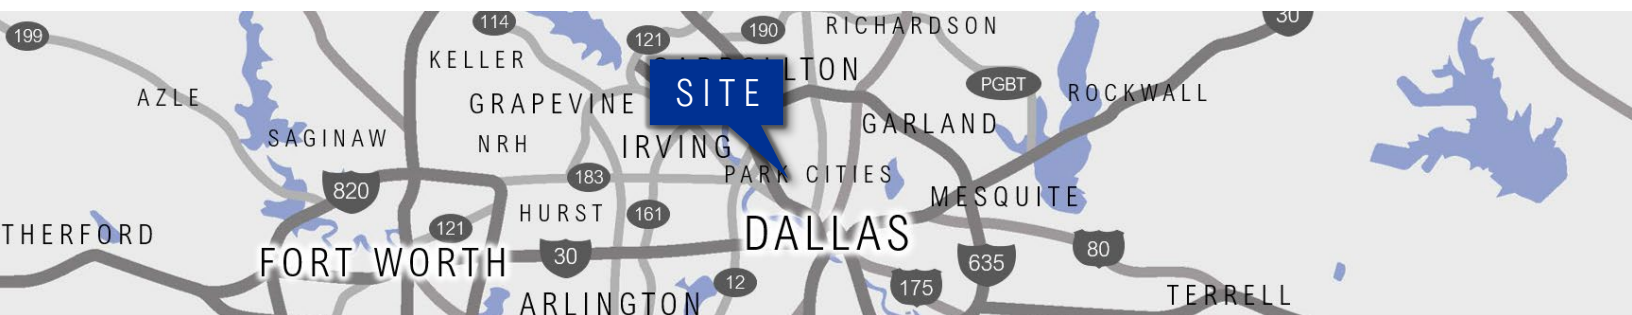 114
30
RICHARDSON
190
199
121
KELLER
LLTON
SITE
PGBT
ROCKWALL
AZLE
GRAPEVINE
GARLAND
SAGINAW
NRH
IRVING
PARK CITIES
183
820
MESQUITE
HURST
161
121
DALLAS
THERFORD
80
30
FORT WORTH
635
12
175
TERRELL
ARLINGTON